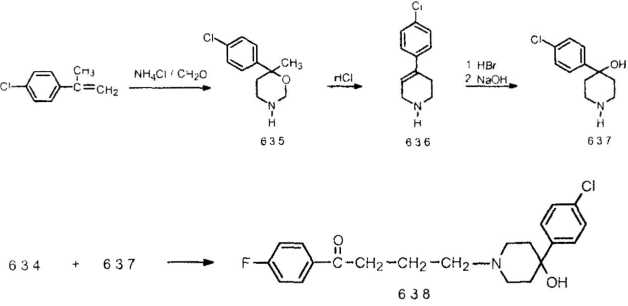 Cl
CH3
C=CH2
NH4Cl / CH2O
Cl
CH3
O
N
H
635
HCl
Cl
N
H
636
1 HBr
2 NaOH
Cl
OH
N
H
637
634 + 637
F
O
C-CH2-CH2-CH2-N
Cl
OH
638